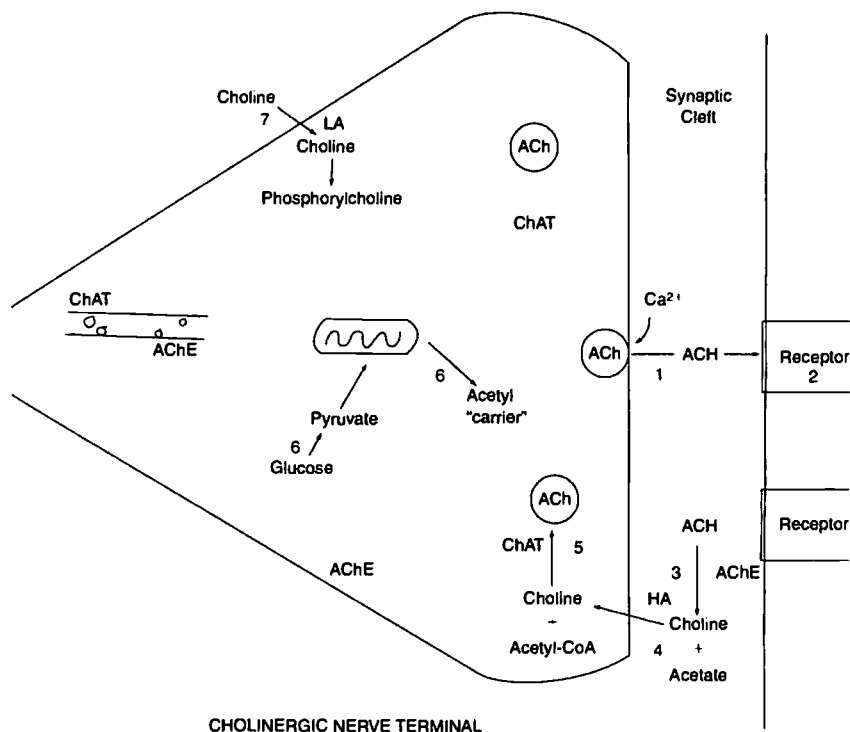 Choline
7
LA
Choline
Phosphorylcholine
ACh
ChAT
Synaptic
Cleft
ChAT
AChE
Ca²⁺
ACh
1
ACH
Receptor
2
6
Acetyl
"carrier"
Pyruvate
6
Glucose
ACh
ChAT
5
ACH
Receptor
3
AChE
AChE
Choline
+
Acetyl-CoA
HA
4
Choline
+
Acetate
CHOLINERGIC NERVE TERMINAL